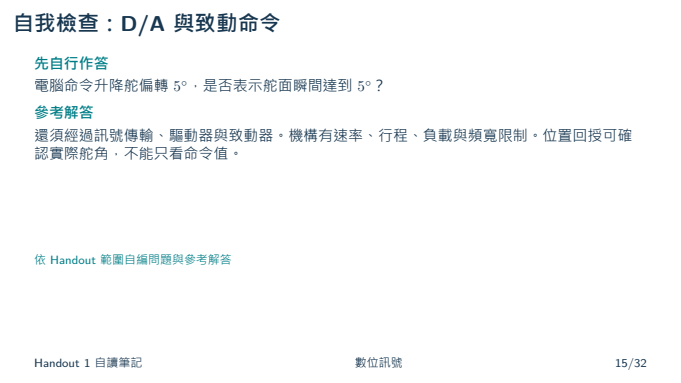 自我檢查：D/A 與致動命令
先自行作答
電腦命令升降舵偏轉 5°，是否表示舵面瞬間達到 5°？
參考解答
還須經過訊號傳輸、驅動器與致動器。機構有速率、行程、負載與頻寬限制。位置回授可確
認實際舵角，不能只看命令值。
依 Handout 範圍自編問題與參考解答
Handout 1 自讀筆記
數位訊號
15/32